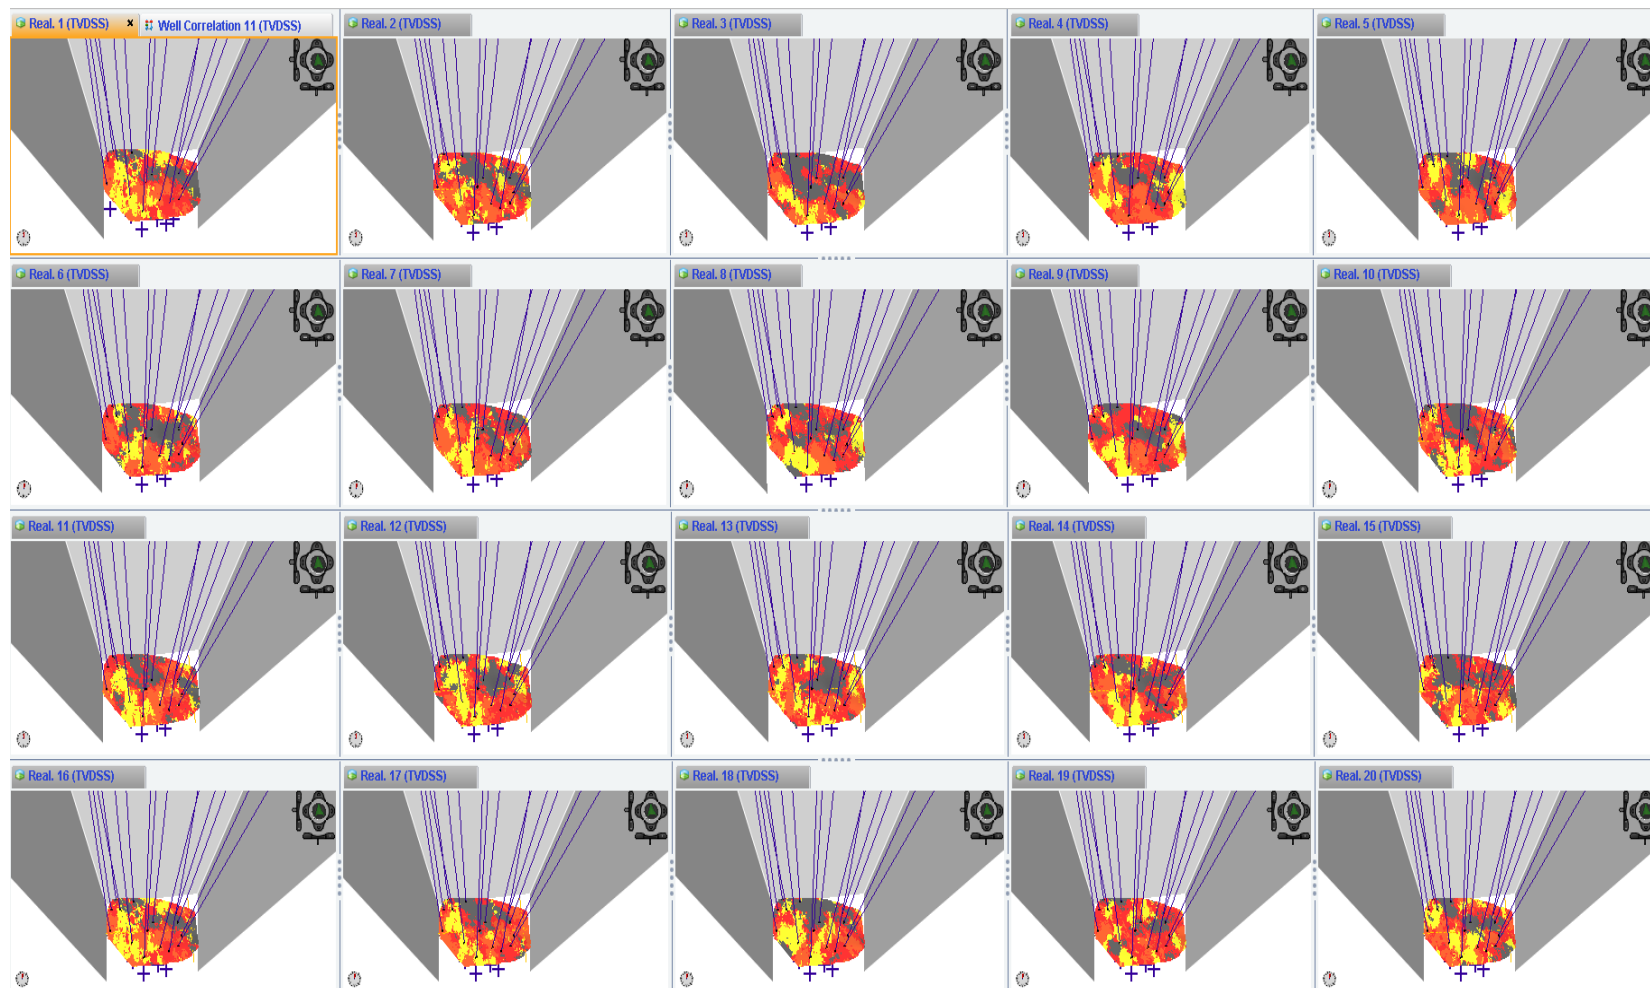 Real. 1 (TVDSS) x Well Correlation 11 (TVDSS) Real. 2 (TVDSS) Real. 3 (TVDSS) Real. 4 (TVDSS) Real. 5 (TVDSS)
Real. 6 (TVDSS) Real. 7 (TVDSS) Real. 8 (TVDSS) Real. 9 (TVDSS) Real. 10 (TVDSS)
Real. 11 (TVDSS) Real. 12 (TVDSS) Real. 13 (TVDSS) Real. 14 (TVDSS) Real. 15 (TVDSS)
Real. 16 (TVDSS) Real. 17 (TVDSS) Real. 18 (TVDSS) Real. 19 (TVDSS) Real. 20 (TVDSS)